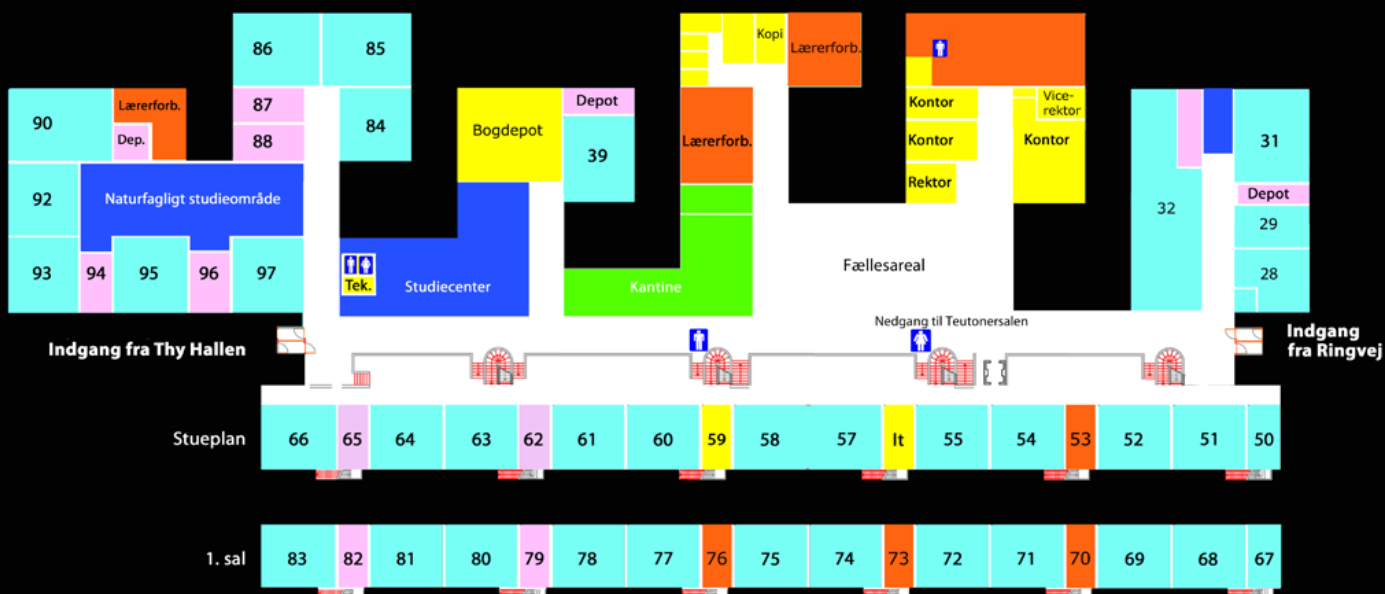 86
85
Kopi
Lærerforb.
90
Lærerforb.
Dep.
87
88
84
Bogdepot
Depot
39
Lærerforb.
Kontor
Kontor
Rektor
Vice-
rektor
Kontor
32
31
Depot
29
28
92
Naturfagligt studieområde
93
94
95
96
97
Tek.
Studiecenter
Kantine
Fællesareal
Nedgang til Teutonersalen
Indgang fra Thy Hallen
Indgang
fra Ringvej
Stueplan
66
65
64
63
62
61
60
59
58
57
It
55
54
53
52
51
50
1. sal
83
82
81
80
79
78
77
76
75
74
73
72
71
70
69
68
67